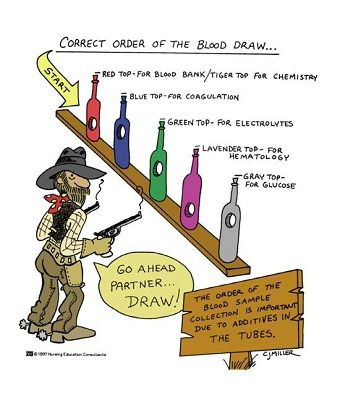 CORRECT ORDER OF THE BLOOD DRAW...
START
RED TOP-FOR BLOOD BANK/TIGER TOP FOR CHEMISTRY
BLUE TOP-FOR COAGULATION
GREEN TOP- FOR ELECTROLYTES
LAVENDER TOP- FOR
HEMATOLOGY
GRAY TOP-
FOR GLUCOSE
GO AHEAD
PARTNER...
DRAW!
THE ORDER OF THE
BLOOD SAMPLE
COLLECTION IS IMPORTANT
DUE TO ADDITIVES IN
THE TUBES.
CJMILLER
©1997 Nursing Education Consultants